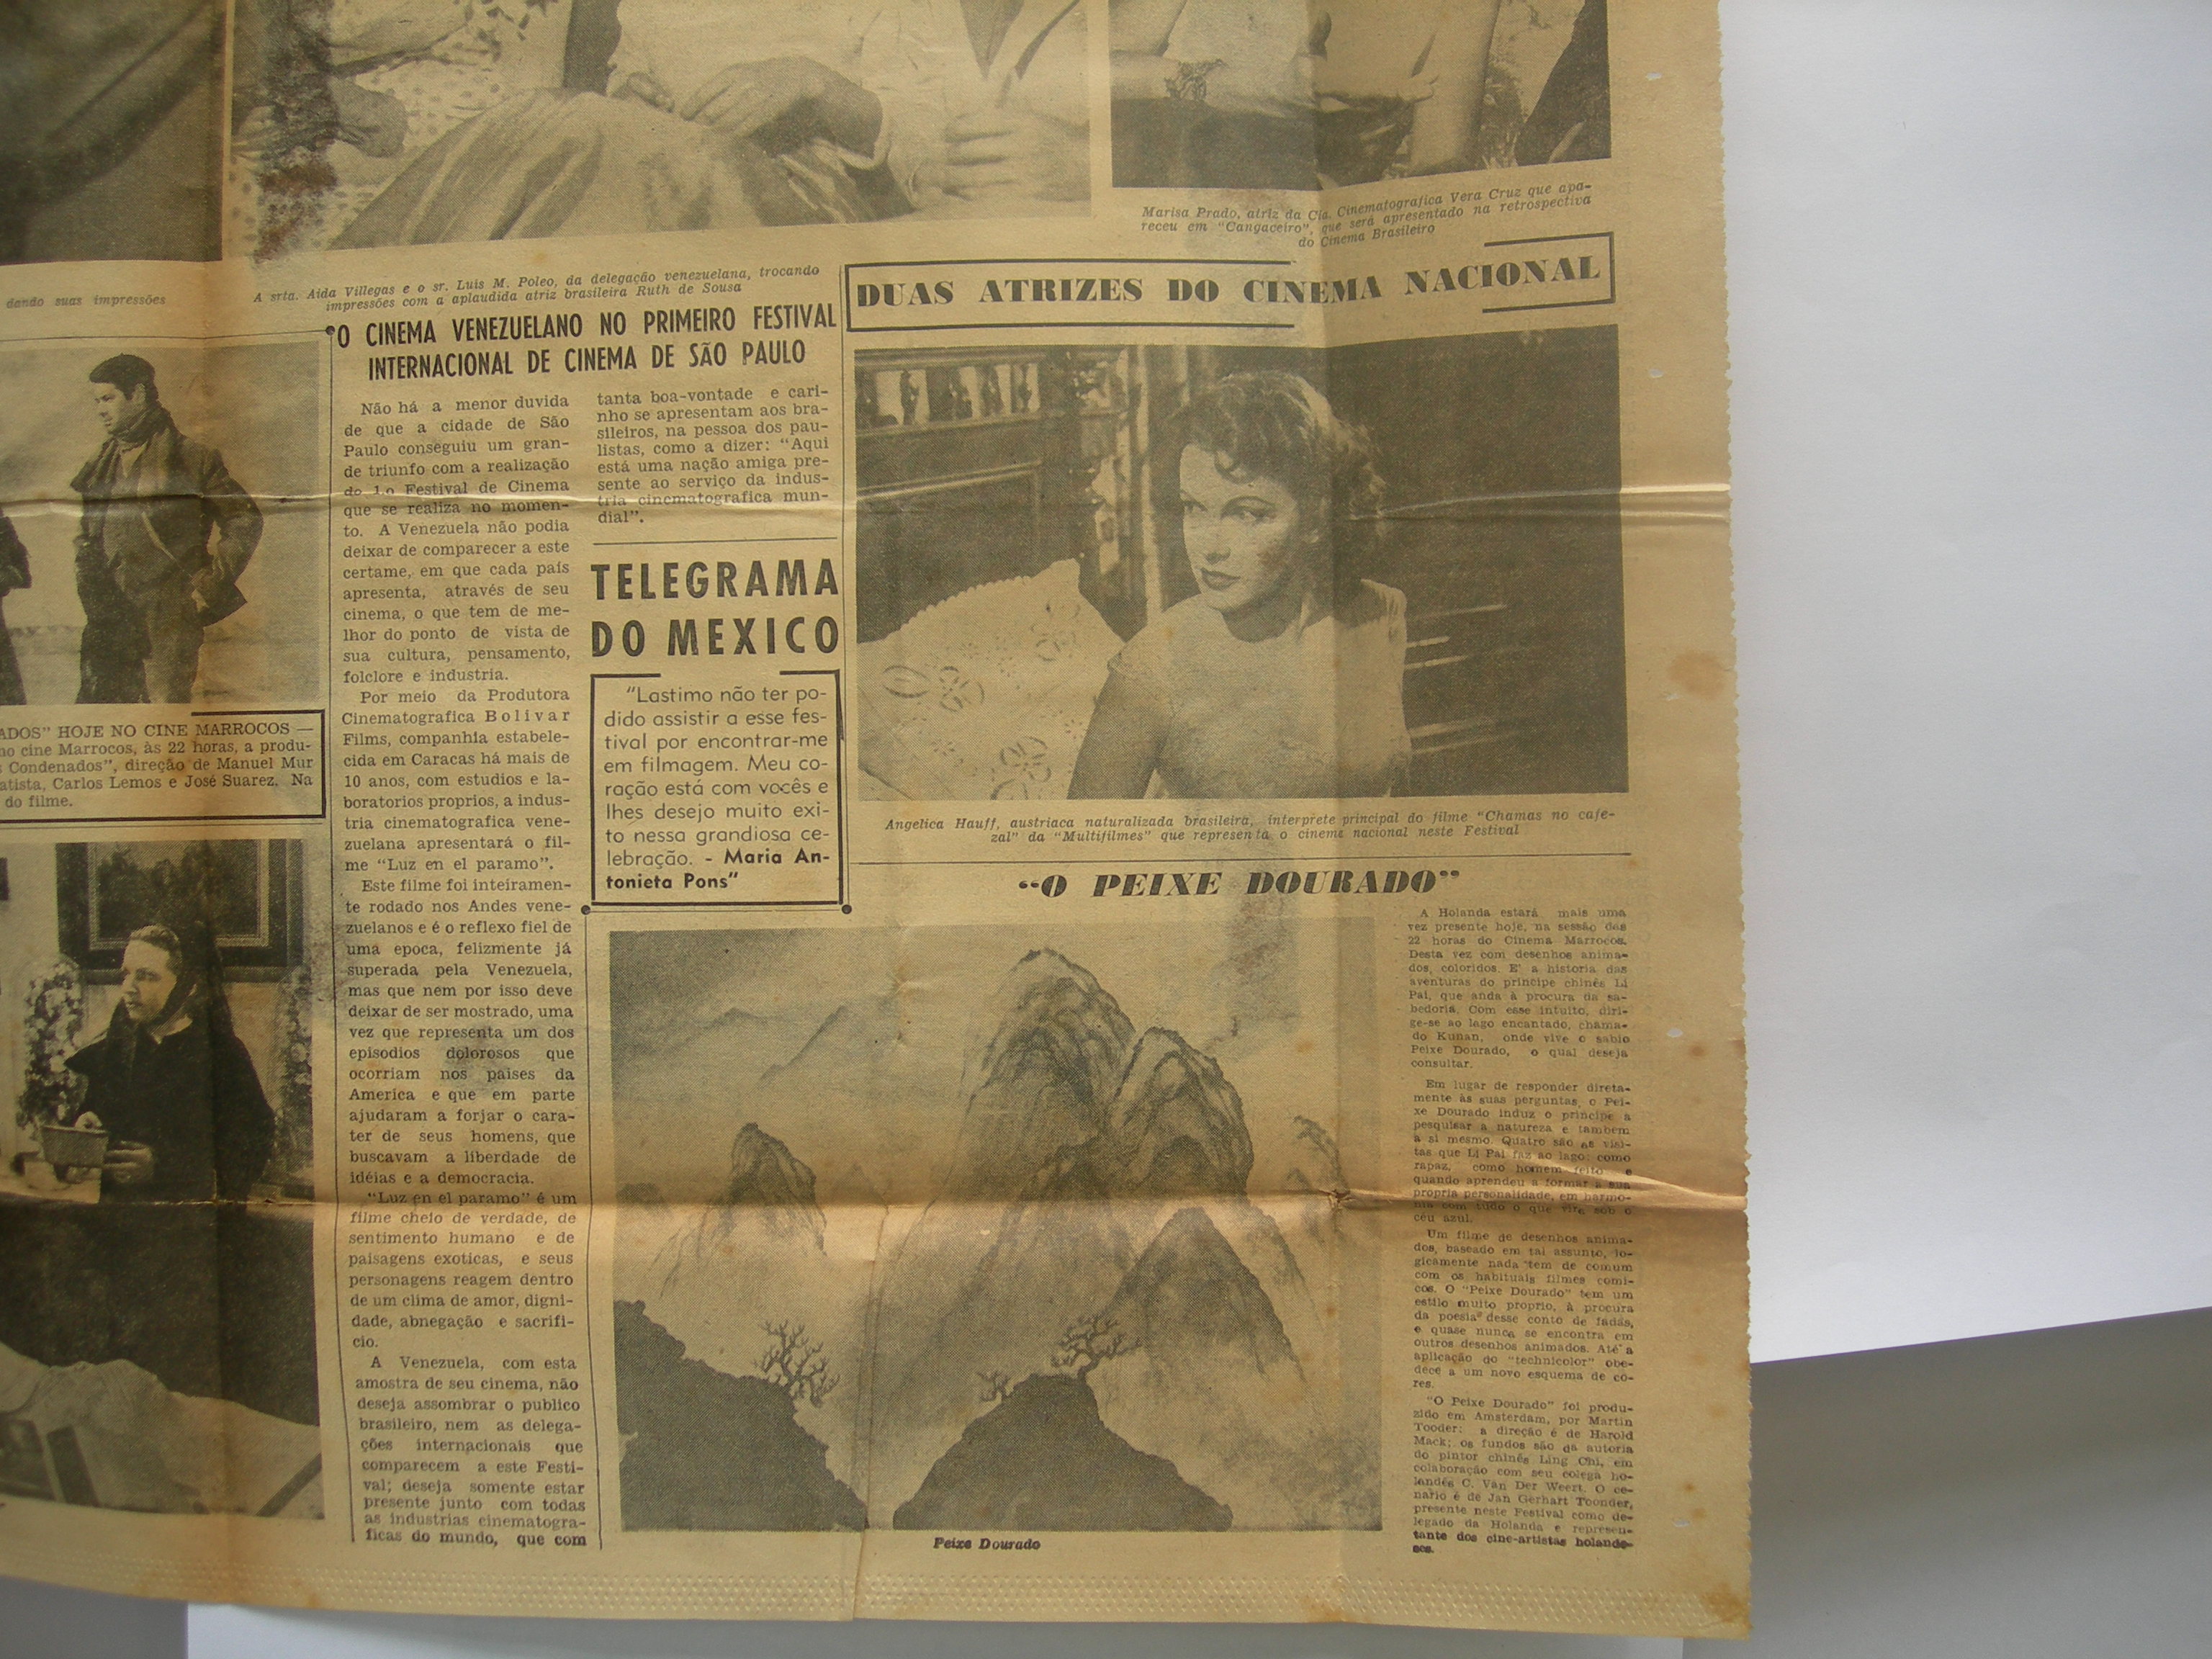 dando suas impressões
ADOS" HOJE NO CINE MARROCOS —
no cine Marrocos, às 22 horas, a produ-
Condenados", direção de Manuel Mur
atista, Carlos Lemos e José Suarez. Na
do filme.
A srta. Aida Villegas e o sr. Luis M. Poleo, da delegação venezuelana, trocando
impressões com a aplaudida atriz brasileira Ruth de Sousa
O CINEMA VENEZUELANO NO PRIMEIRO FESTIVAL
INTERNACIONAL DE CINEMA DE SÃO PAULO
Não há a menor duvida
de que a cidade de São
Paulo conseguiu um gran-
de triunfo com a realização
do 1.o Festival de Cinema
que se realiza no momen-
to. A Venezuela não podia
deixar de comparecer a este
certame, em que cada país
apresenta, através de seu
cinema, o que tem de me-
lhor do ponto de vista de
sua cultura, pensamento,
folclore e industria.
Por meio da Produtora
Cinematografica Bolivar
Films, companhia estabele-
cida em Caracas há mais de
10 anos, com estudios e la-
boratorios proprios, a indus-
tria cinematografica vene-
zuelana apresentará o fil-
me "Luz en el paramo".
Este filme foi inteiramen-
te rodado nos Andes vene-
zuelanos e é o reflexo fiel de
uma epoca, felizmente já
superada pela Venezuela,
mas que nem por isso deve
deixar de ser mostrado, uma
vez que representa um dos
episodios dolorosos que
ocorriam nos paises da
America e que em parte
ajudaram a forjar o cara-
ter de seus homens, que
buscavam a liberdade de
idéias e a democracia.
"Luz en el paramo" é um
filme cheio de verdade, de
sentimento humano e de
paisagens exoticas, e seus
personagens reagem dentro
de um clima de amor, digni-
dade, abnegação e sacrifi-
cio.
A Venezuela, com esta
amostra de seu cinema, não
deseja assombrar o publico
brasileiro, nem as delega-
ções internacionais que
comparecem a este Festi-
val; deseja somente estar
presente junto com todas
as industrias cinematogra-
ficas do mundo, que com
tanta boa-vontade e cari-
nho se apresentam aos bra-
sileiros, na pessoa dos pau-
listas, como a dizer: "Aqui
está uma nação amiga pre-
sente ao serviço da indus-
tria cinematografica mun-
dial".
TELEGRAMA
DO MEXICO
"Lastimo não ter po-
dido assistir a esse fes-
tival por encontrar-me
em filmagem. Meu co-
ração está com vocês e
lhes desejo muito exi-
to nessa grandiosa ce-
lebração. - Maria An-
tonieta Pons"
Marisa Prado, atriz da Cia. Cinematografica Vera Cruz que apa-
receu em "Cangaceiro", que será apresentado na retrospectiva
do Cinema Brasileiro
DUAS ATRIZES DO CINEMA NACIONAL
Angelica Hauff, austriaca naturalizada brasileira, interprete principal do filme "Chamas no cafe-
zal" da "Multifilmes" que representa o cinema nacional neste Festival
"O PEIXE DOURADO"
A Holanda estará mais uma
vez presente hoje, na sessão das
22 horas do Cinema Marrocos.
Desta vez com desenhos anima-
dos, coloridos. E' a historia das
aventuras do principe chinês Li
Pai, que anda à procura da sa-
bedoria. Com esse intuito, diri-
ge-se ao lago encantado, chama-
do Kunan, onde vive o sabio
Peixe Dourado, o qual deseja
consultar.
Em lugar de responder direta-
mente às suas perguntas, o Pei-
xe Dourado induz o principe a
pesquisar a natureza e tambem
a si mesmo. Quatro são as visi-
tas que Li Pai faz ao lago: como
rapaz, como homem feito e
quando aprendeu a formar a sua
propria personalidade, em harmo-
nia com tudo o que vive sob o
céu azul.
Um filme de desenhos anima-
dos, baseado em tal assunto, lo-
gicamente nada tem de comum
com os habituais filmes comi-
cos. O "Peixe Dourado" tem um
estilo muito proprio, à procura
da poesia desse conto de fadas,
e quase nunca se encontra em
outros desenhos animados. Até a
aplicação do "technicolor" obe-
dece a um novo esquema de co-
res.
"O Peixe Dourado" foi produ-
zido em Amsterdam, por Martin
Tooder; a direção é de Harold
Mack; os fundos são da autoria
do pintor chinês Ling Chi, em
colaboração com seu colega ho-
landês C. Van Der Weert. O ce-
nario é de Jan Gerhart Toonder,
presente neste Festival como de-
legado da Holanda e represen-
tante dos cine-artistas holande-
ses.
Peixe Dourado